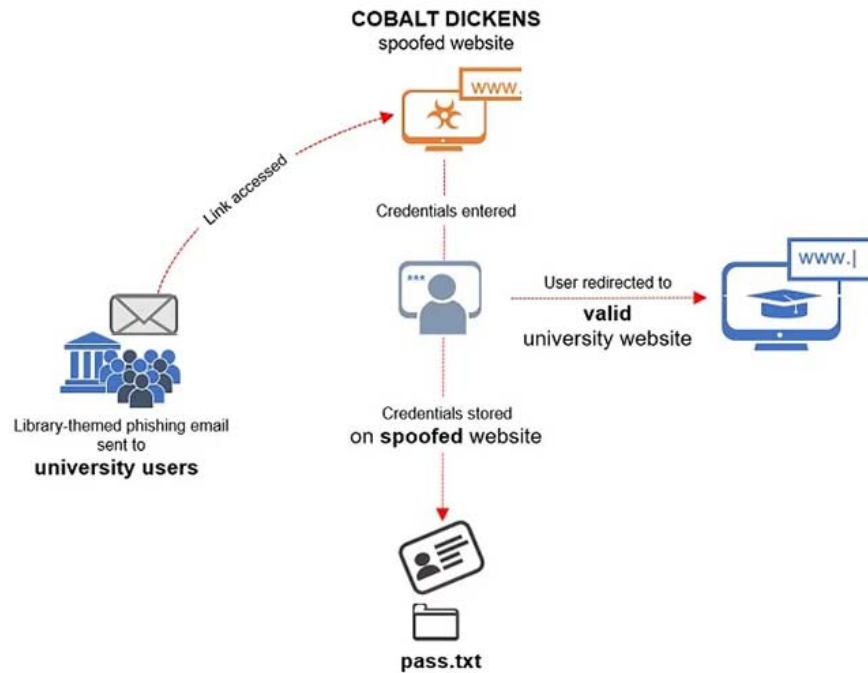 COBALT DICKENS
spoofed website
www.
Link accessed
Credentials entered
***
www.|
User redirected to
valid
university website
Library-themed phishing email
sent to
university users
Credentials stored
on spoofed website
pass.txt